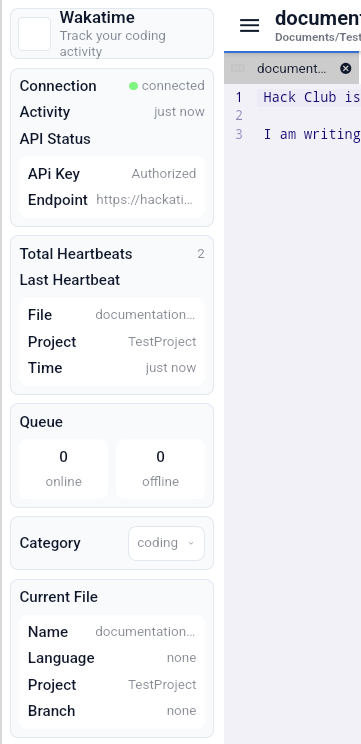 Wakatime
Track your coding
activity
Connection connected
Activity just now
API Status
APi Key Authorized
Endpoint https://hackati...
Total Heartbeats 2
Last Heartbeat
File documentation...
Project TestProject
Time just now
Queue
0 0
online offline
Category coding
Current File
Name documentation...
Language none
Project TestProject
Branch none
document
Documents/Test
document...
1 Hack Club is
2
3 I am writing